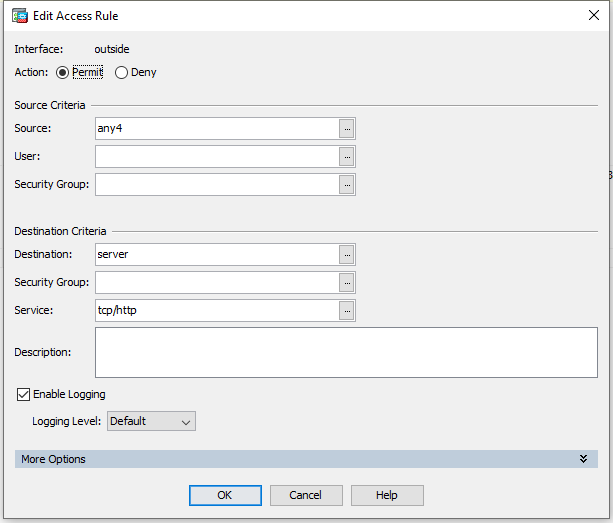 Edit Access Rule
Interface: outside
Action: Permit Deny
Source Criteria
Source: any4 ...
User: ...
Security Group: ...
Destination Criteria
Destination: server ...
Security Group: ...
Service: tcp/http ...
Description:
Enable Logging
Logging Level: Default
More Options
OK Cancel Help